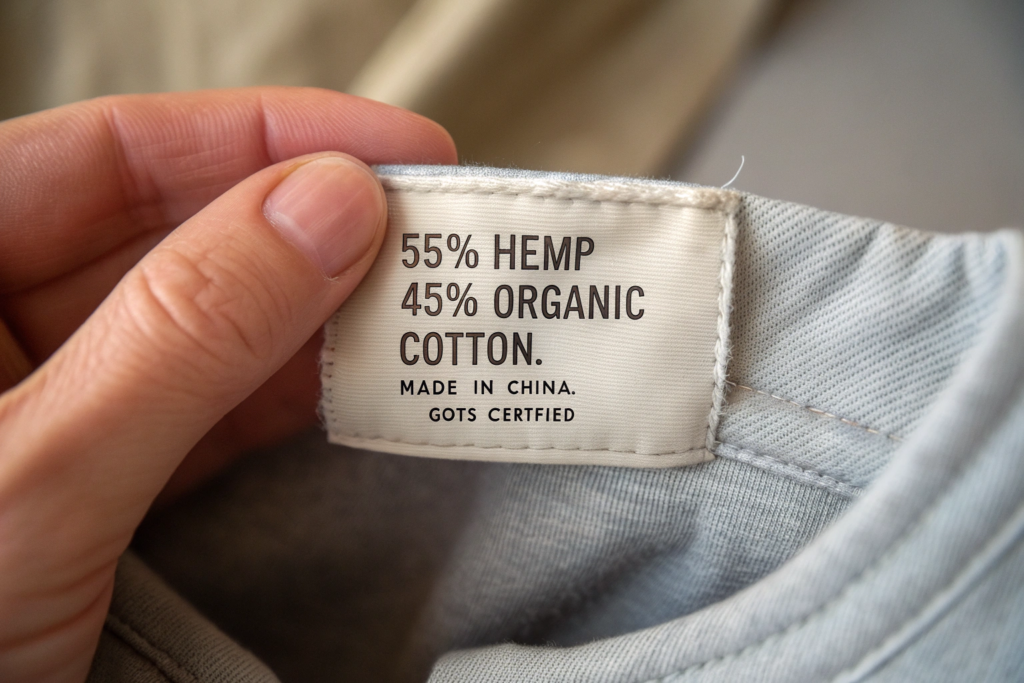 55% HEMP
45% ORGANIC
COTTON.
MADE IN CHINA.
GOTS CERTFIED